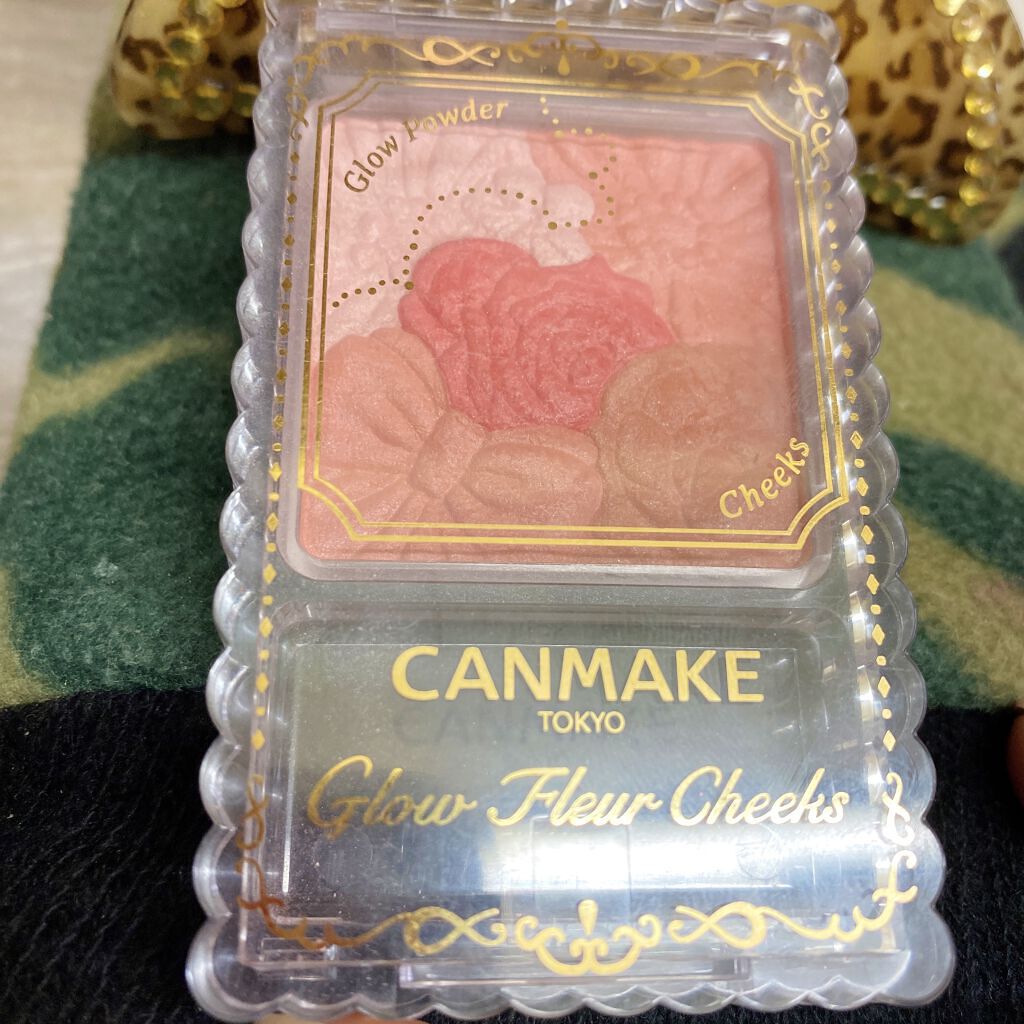 Glow Powder
Cheeks
CANMAKE
TOKYO
Glow Fleur Cheeks